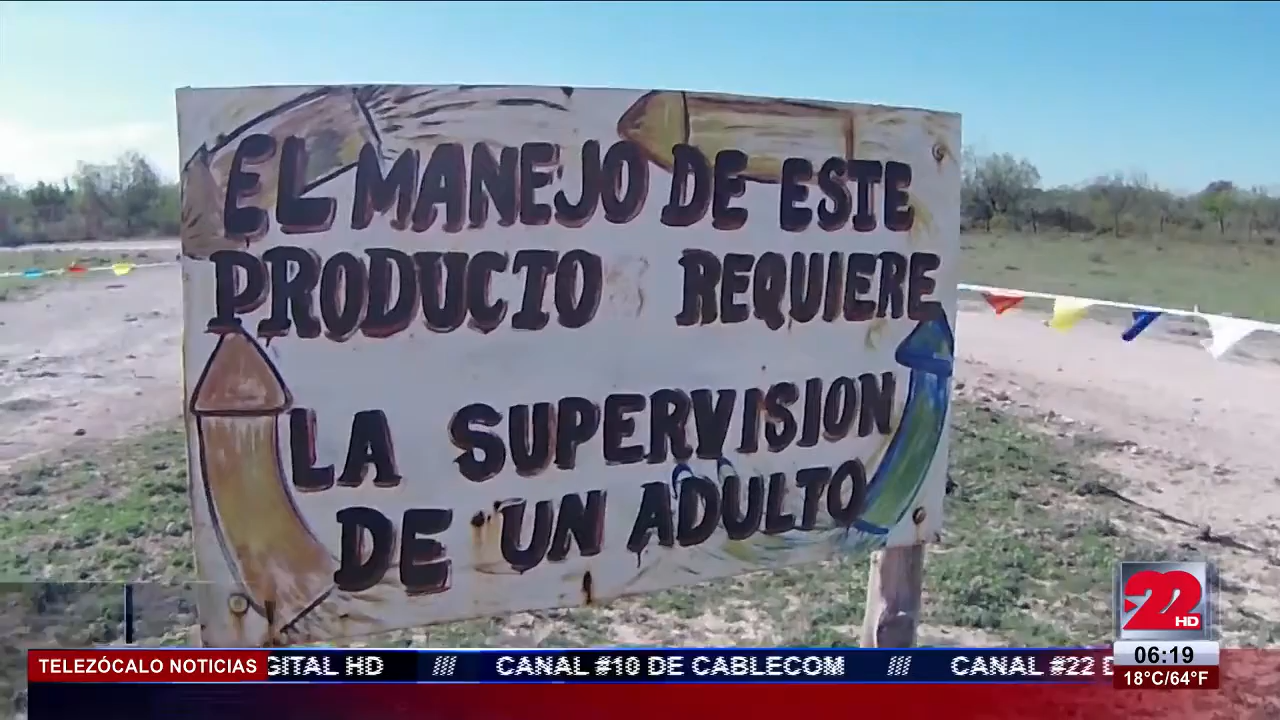 EL MANEJO DE ESTE
PRODUCTO REQUIERE
LA SUPERVISION
DE UN ADULTO
22
HD
06:19
18°C/64°F
TELEZÓCALO NOTICIAS
GITAL HD /// CANAL #10 DE CABLECOM /// CANAL #22 D